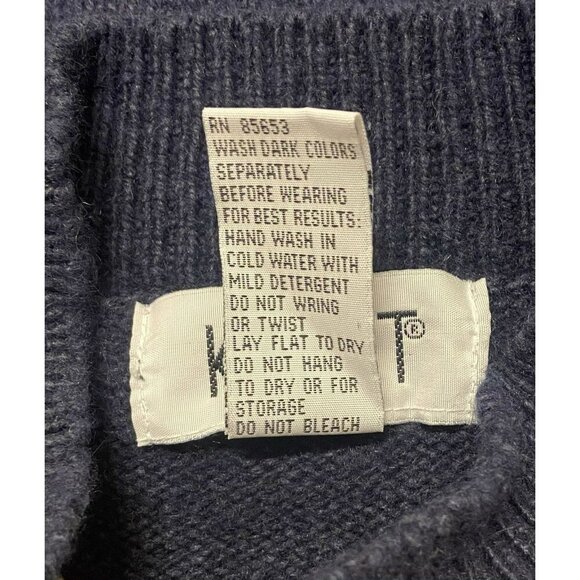 RN 85653
WASH DARK COLORS
SEPARATELY
BEFORE WEARING
FOR BEST RESULTS:
HAND WASH IN
COLD WATER WITH
MILD DETERGENT
DO NOT WRING
OR TWIST
LAY FLAT TO DRY
DO NOT HANG
TO DRY OR FOR
STORAGE
DO NOT BLEACH